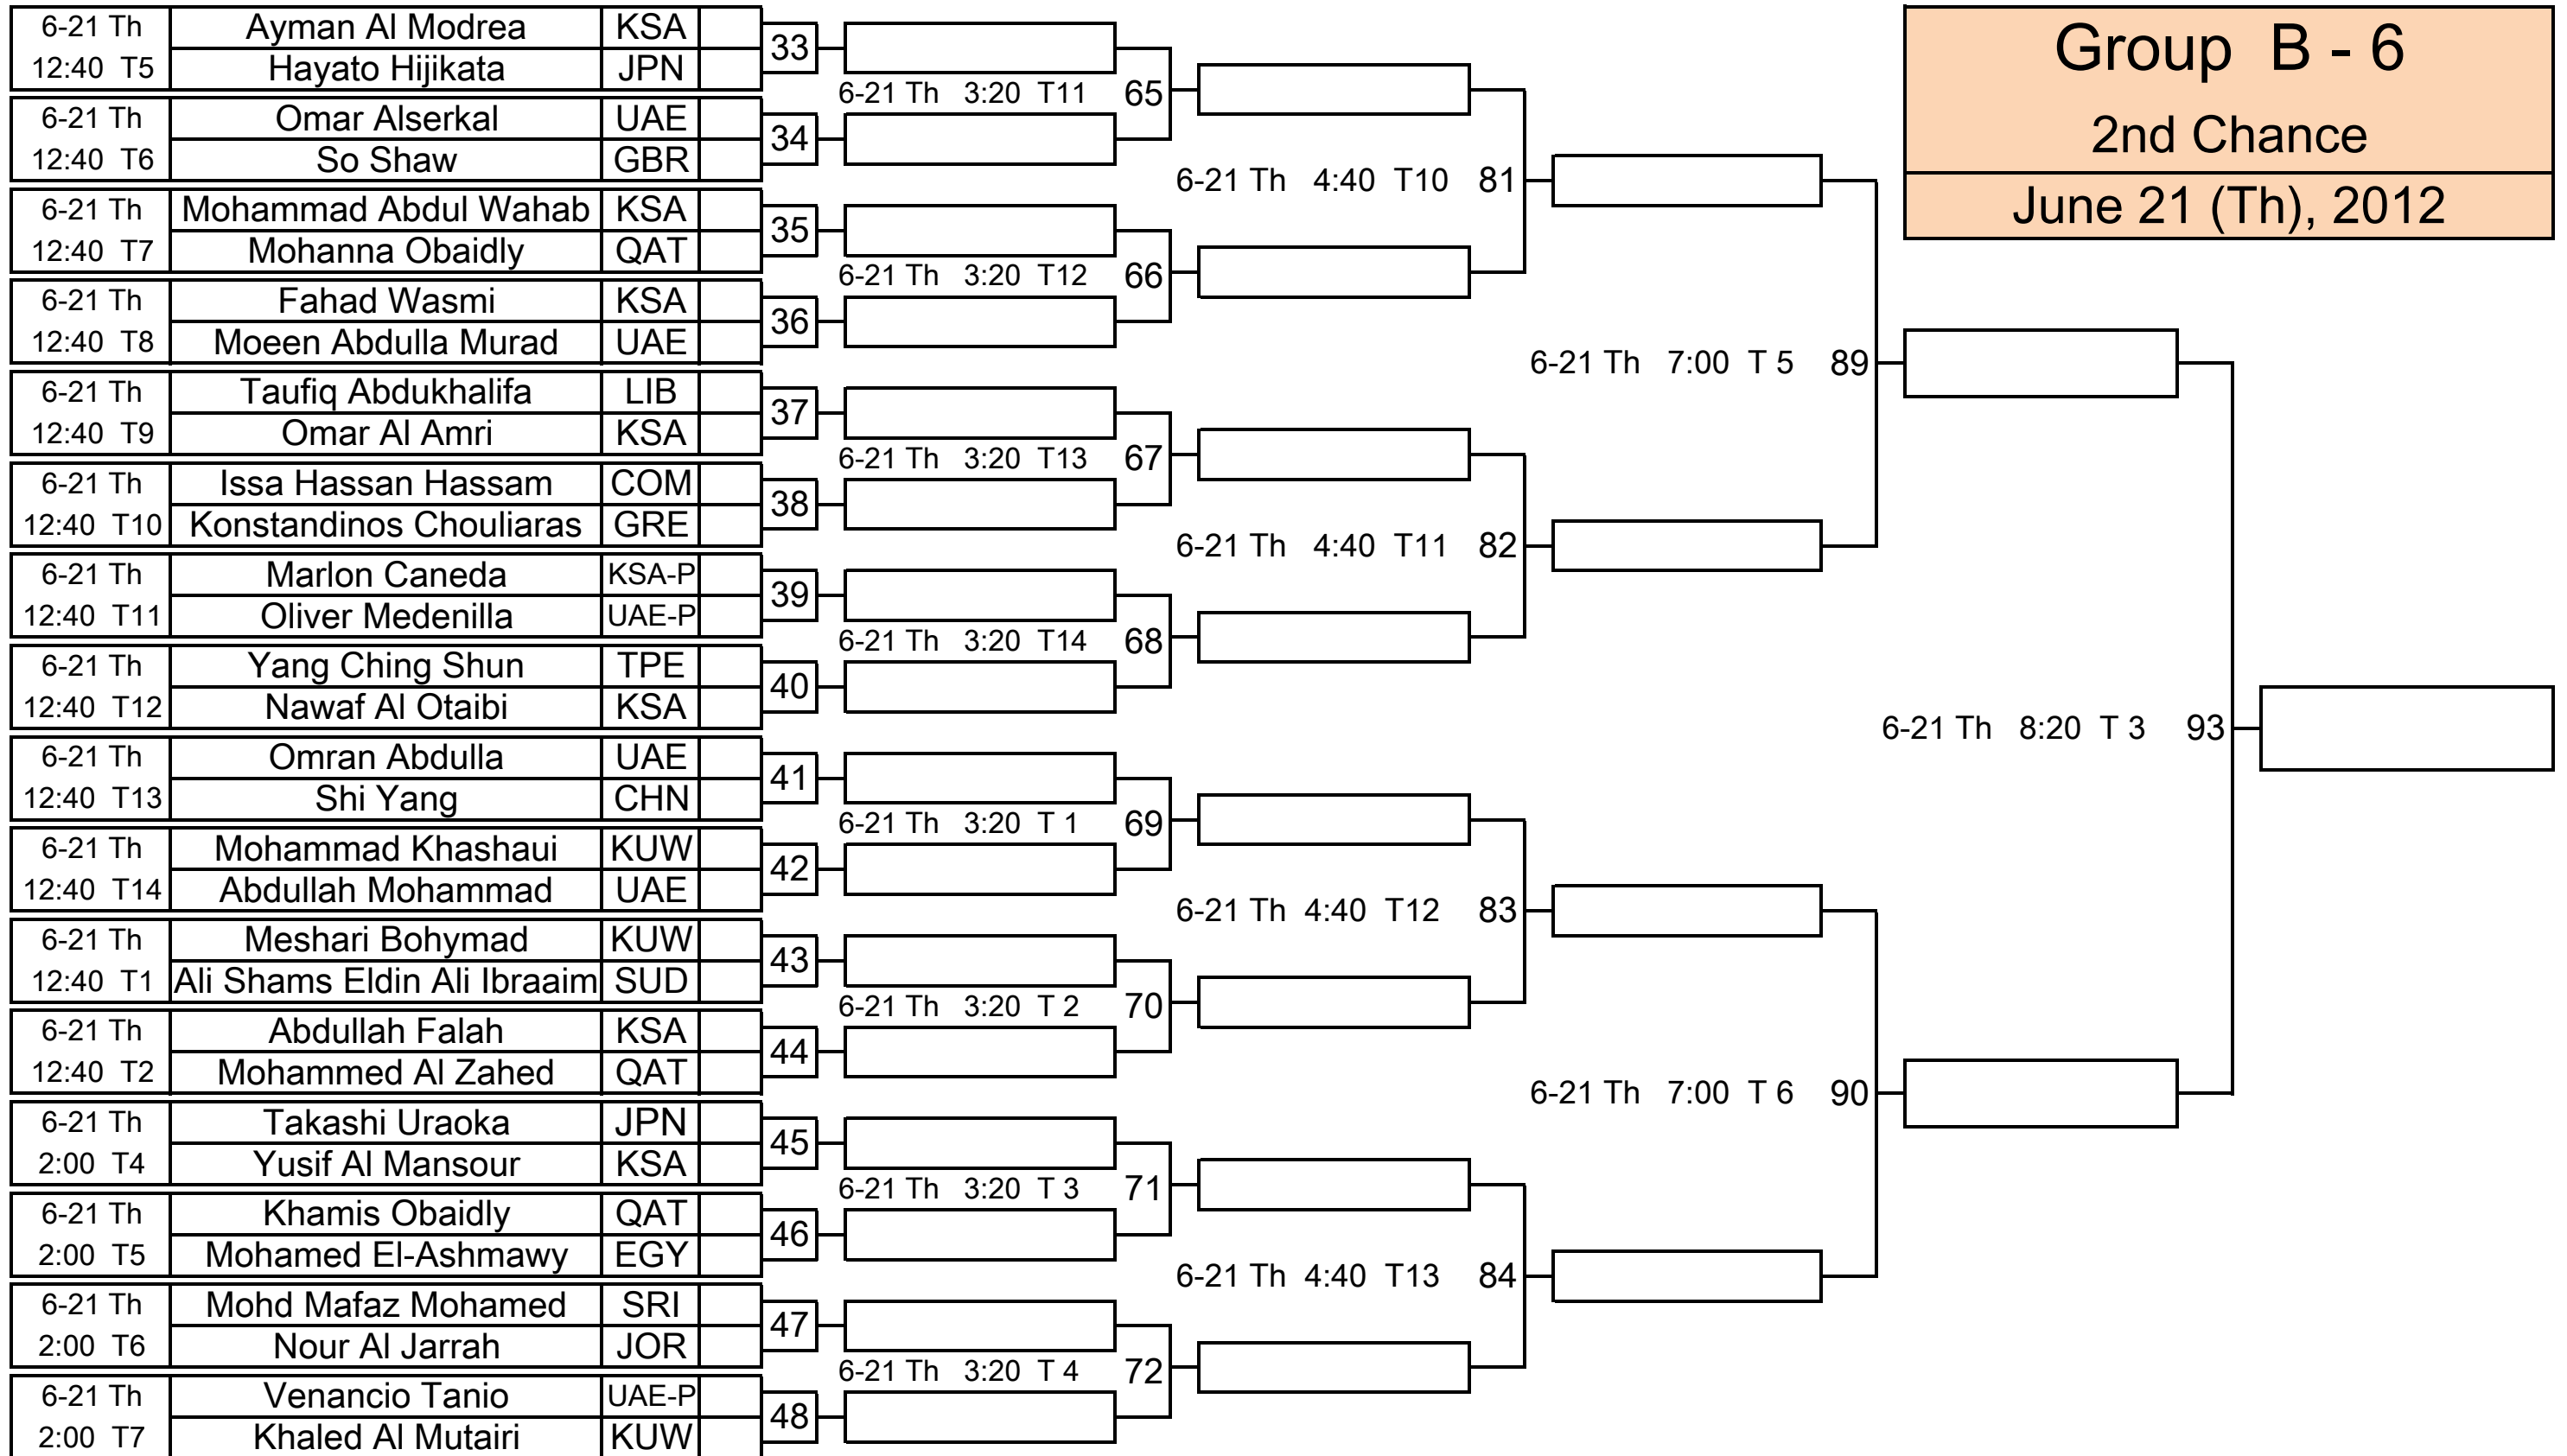 Group B - 6
2nd Chance
June 21 (Th), 2012
6-21 Th Ayman Al Modrea KSA
12:40 T5 Hayato Hijikata JPN
33
6-21 Th 3:20 T11 65
6-21 Th Omar Alserkal UAE
12:40 T6 So Shaw GBR
34
6-21 Th 4:40 T10 81
6-21 Th Mohammad Abdul Wahab KSA
12:40 T7 Mohanna Obaidly QAT
35
6-21 Th 3:20 T12 66
6-21 Th Fahad Wasmi KSA
12:40 T8 Moeen Abdulla Murad UAE
36
6-21 Th 7:00 T 5 89
6-21 Th Taufiq Abdukhalifa LIB
12:40 T9 Omar Al Amri KSA
37
6-21 Th 3:20 T13 67
6-21 Th Issa Hassan Hassam COM
12:40 T10 Konstandinos Chouliaras GRE
38
6-21 Th 4:40 T11 82
6-21 Th Marlon Caneda KSA-P
12:40 T11 Oliver Medenilla UAE-P
39
6-21 Th 3:20 T14 68
6-21 Th Yang Ching Shun TPE
12:40 T12 Nawaf Al Otaibi KSA
40
6-21 Th 8:20 T 3 93
6-21 Th Omran Abdulla UAE
12:40 T13 Shi Yang CHN
41
6-21 Th 3:20 T 1 69
6-21 Th Mohammad Khashaui KUW
12:40 T14 Abdullah Mohammad UAE
42
6-21 Th 4:40 T12 83
6-21 Th Meshari Bohymad KUW
12:40 T1 Ali Shams Eldin Ali Ibraaim SUD
43
6-21 Th 3:20 T 2 70
6-21 Th Abdullah Falah KSA
12:40 T2 Mohammed Al Zahed QAT
44
6-21 Th 7:00 T 6 90
6-21 Th Takashi Uraoka JPN
2:00 T4 Yusif Al Mansour KSA
45
6-21 Th 3:20 T 3 71
6-21 Th Khamis Obaidly QAT
2:00 T5 Mohamed El-Ashmawy EGY
46
6-21 Th 4:40 T13 84
6-21 Th Mohd Mafaz Mohamed SRI
2:00 T6 Nour Al Jarrah JOR
47
6-21 Th 3:20 T 4 72
6-21 Th Venancio Tanio UAE-P
2:00 T7 Khaled Al Mutairi KUW
48